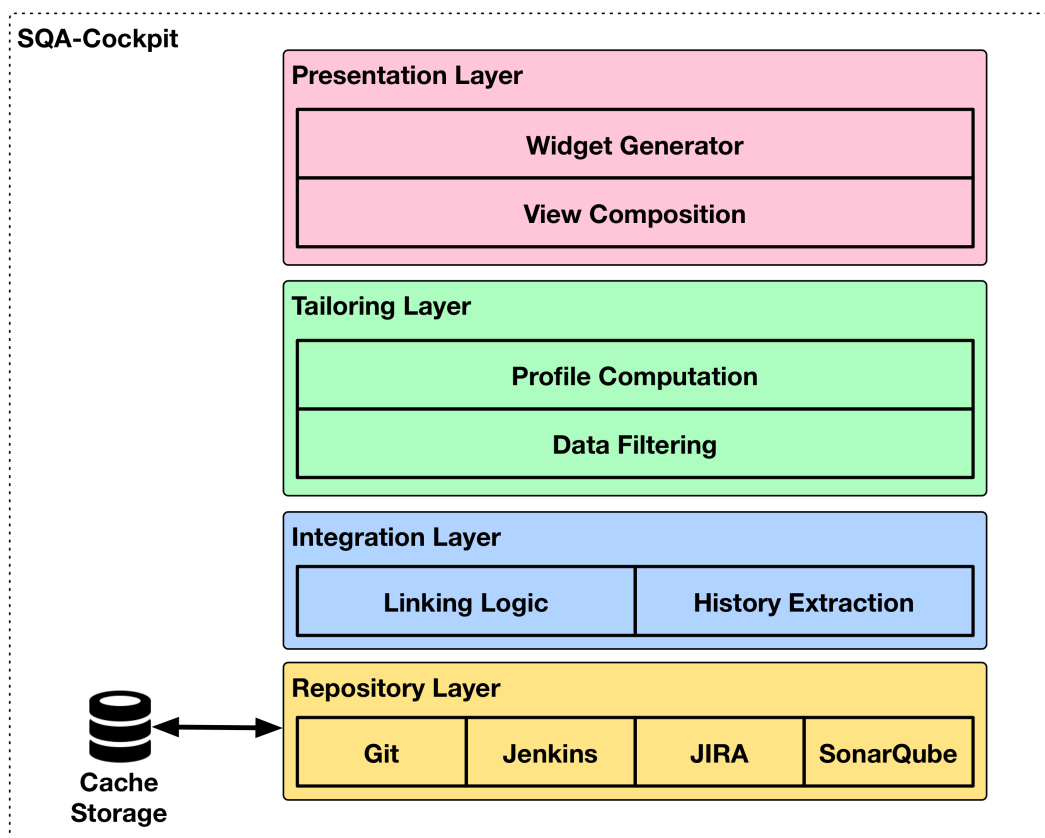 SQA-Cockpit
Presentation Layer
Widget Generator
View Composition
Tailoring Layer
Profile Computation
Data Filtering
Integration Layer
Linking Logic
History Extraction
Repository Layer
Git
Jenkins
JIRA
SonarQube
Cache
Storage